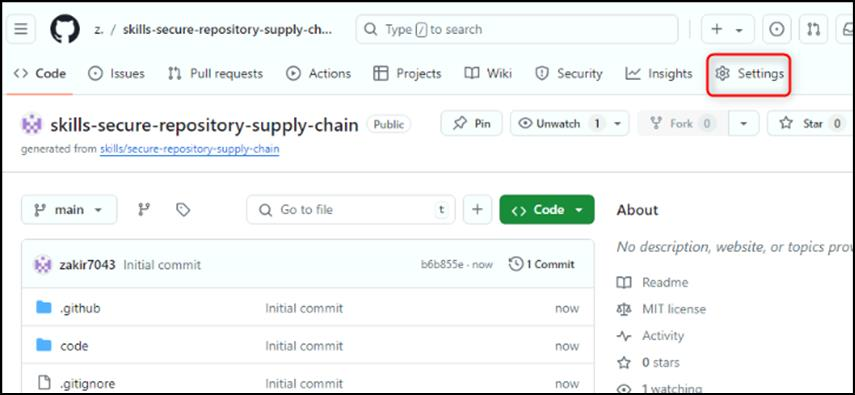 z. / skills-secure-repository-supply-ch... Type / to search
Code Issues Pull requests Actions Projects Wiki Security Insights Settings
skills-secure-repository-supply-chain Public Pin Unwatch 1 Fork 0 Star 0
generated from skills/secure-repository-supply-chain
main Go to file t + Code About
No description, website, or topics prov
zakir7043 Initial commit b6b855e · now 1 Commit
Readme
.github Initial commit now
MIT license
Activity
code Initial commit now
0 stars
.gitignore Initial commit now
1 watching